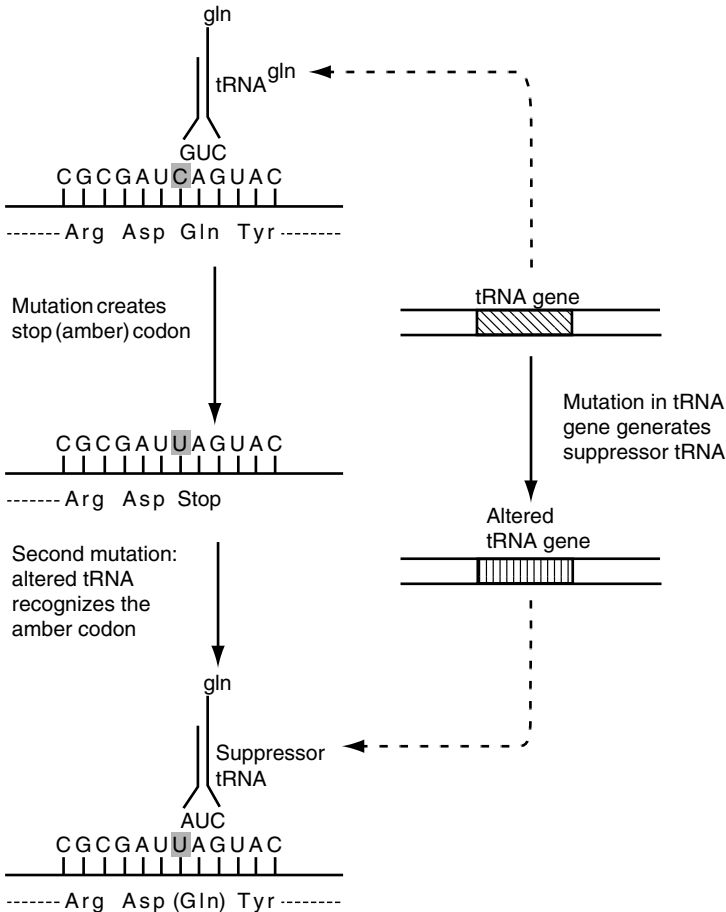 gln
tRNA gln
GUC
CGCGAUCAGUAC
------- Arg Asp Gln Tyr --------
Mutation creates
stop (amber) codon
tRNA gene
Mutation in tRNA
gene generates
suppressor tRNA
CGCGAUUAGUAC
------- Arg Asp Stop
Altered
tRNA gene
Second mutation:
altered tRNA
recognizes the
amber codon
gln
Suppressor
tRNA
AUC
CGCGAUUAGUAC
------- Arg Asp (Gln) Tyr --------